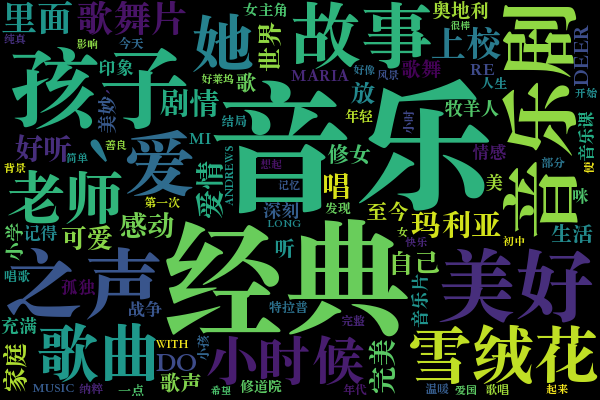 里面
歌舞片
她
故事
女主角
奥地利
音乐剧
纯真
影响
今天
世界
很棒
上校
DEER
孩子
印象
好莱坞
歌
MARIA
好像
风景
歌舞
RE
人生
开始
美妙
剧情
音乐
放
年轻
小时
牧羊人
好听
、
爱
MI
结局
ANDREWS
想起
修女
情感
部分
便
音乐课
背景
简单
善良
爱情
记忆
唱
美
咪
老师
第一次
深刻
发现
至今
玛利亚
小学
记得
可爱
感动
LONG
听
女
快乐
初中
生活
唱歌
之声
经典
自己
音乐片
美好
孤独
战争
特拉普
完整
充满
歌曲
WITH
小孩
DO
小时候
完美
雪绒花
家庭
MUSIC
纳粹
一点
歌声
希望
修道院
年代
温暖
爱国
歌唱
起来